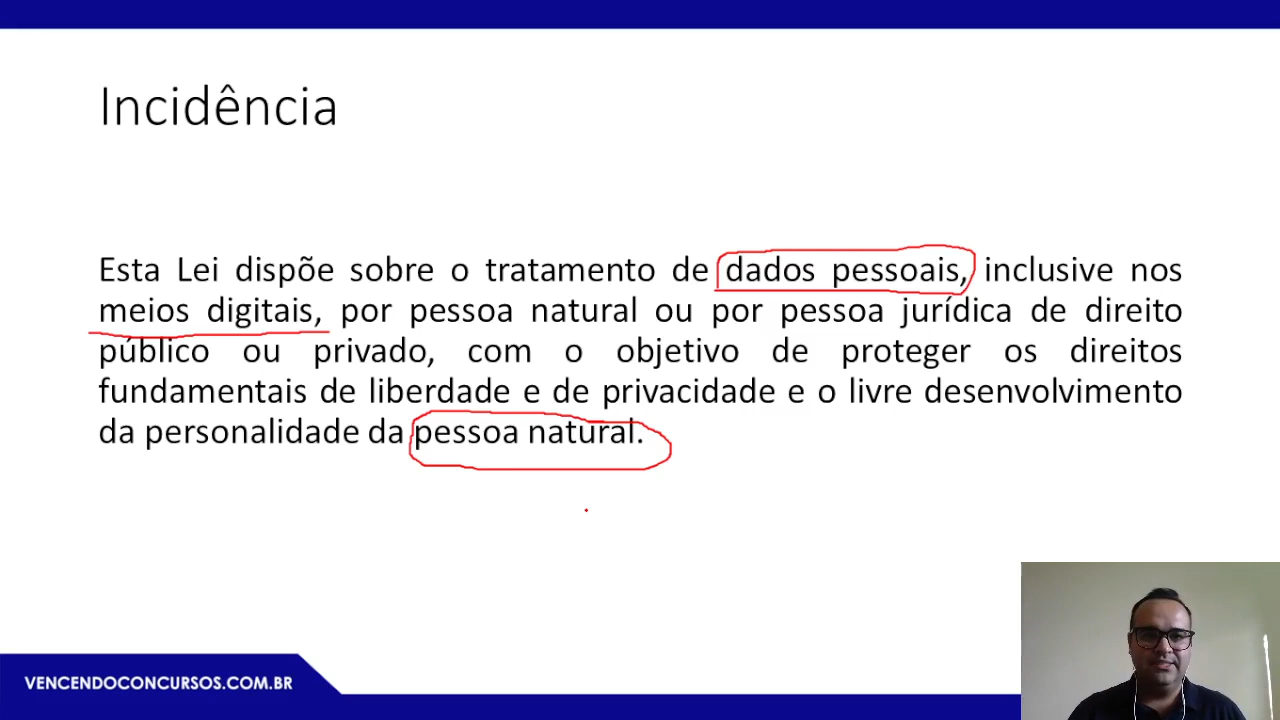 Incidência
Esta Lei dispõe sobre o tratamento de dados pessoais, inclusive nos
meios digitais, por pessoa natural ou por pessoa jurídica de direito
público ou privado, com o objetivo de proteger os direitos
fundamentais de liberdade e de privacidade e o livre desenvolvimento
da personalidade da pessoa natural.
VENCENDOCONCURSOS.COM.BR